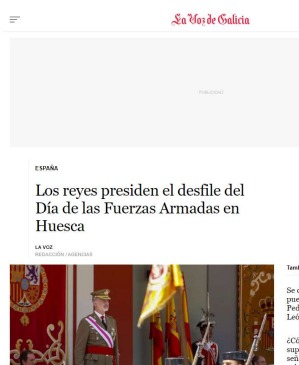 La Voz de Galicia
PUBLICIDAD
ESPAÑA
Los reyes presiden el desfile del
Día de las Fuerzas Armadas en
Huesca
LA VOZ
REDACCIÓN / AGENCIAS